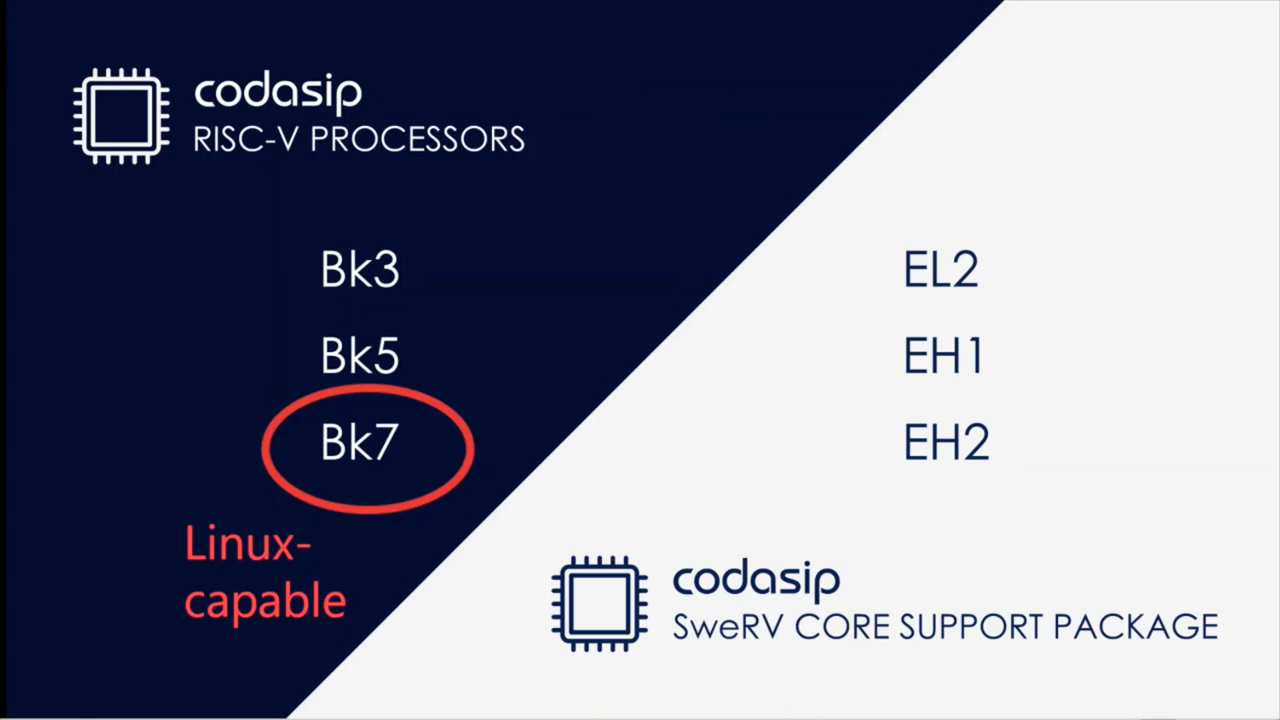 codasip
RISC-V PROCESSORS
Bk3
Bk5
Bk7
Linux-
capable
EL2
EH1
EH2
codasip
SweRV CORE SUPPORT PACKAGE